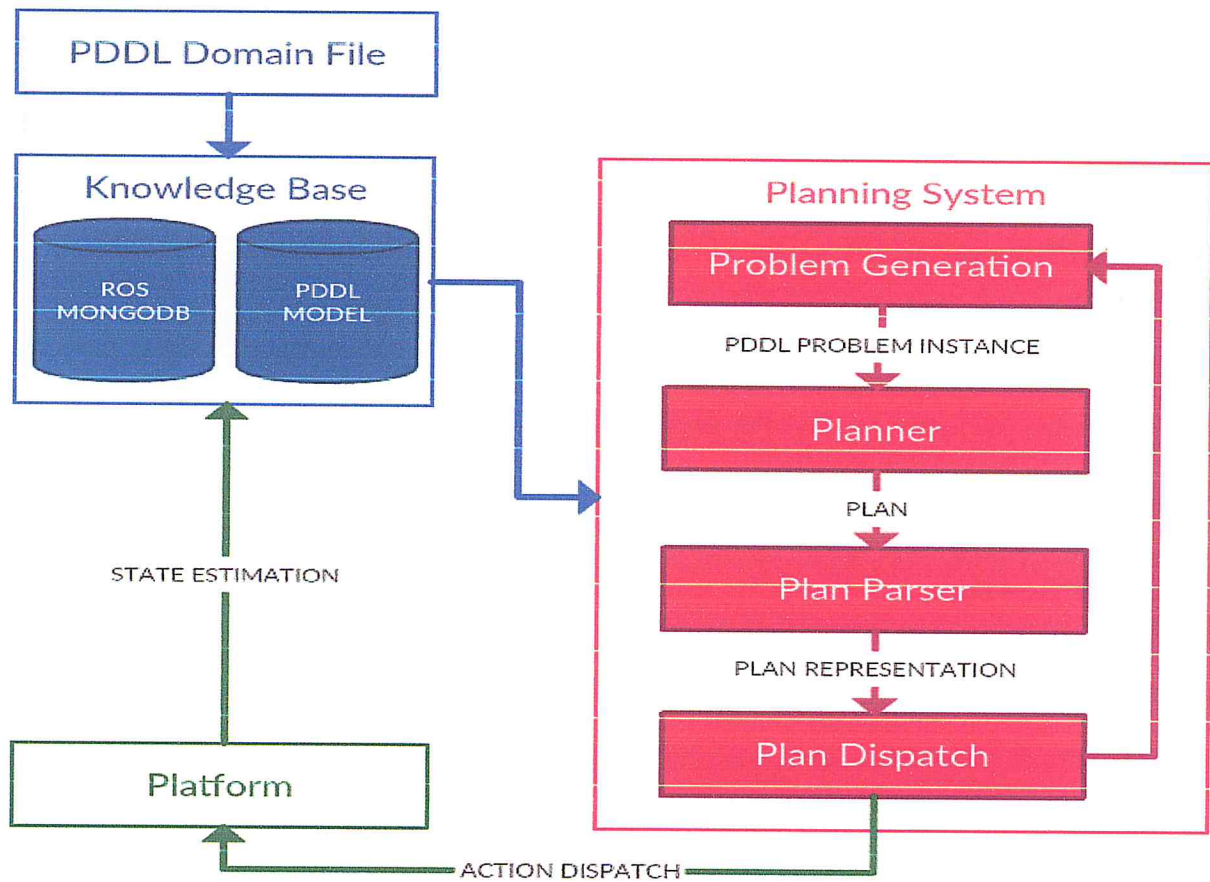 PDDL Domain File
Knowledge Base
ROS
MONGODB
PDDL
MODEL
STATE ESTIMATION
Platform
ACTION DISPATCH
Planning System
Problem Generation
PDDL PROBLEM INSTANCE
Planner
PLAN
Plan Parser
PLAN REPRESENTATION
Plan Dispatch